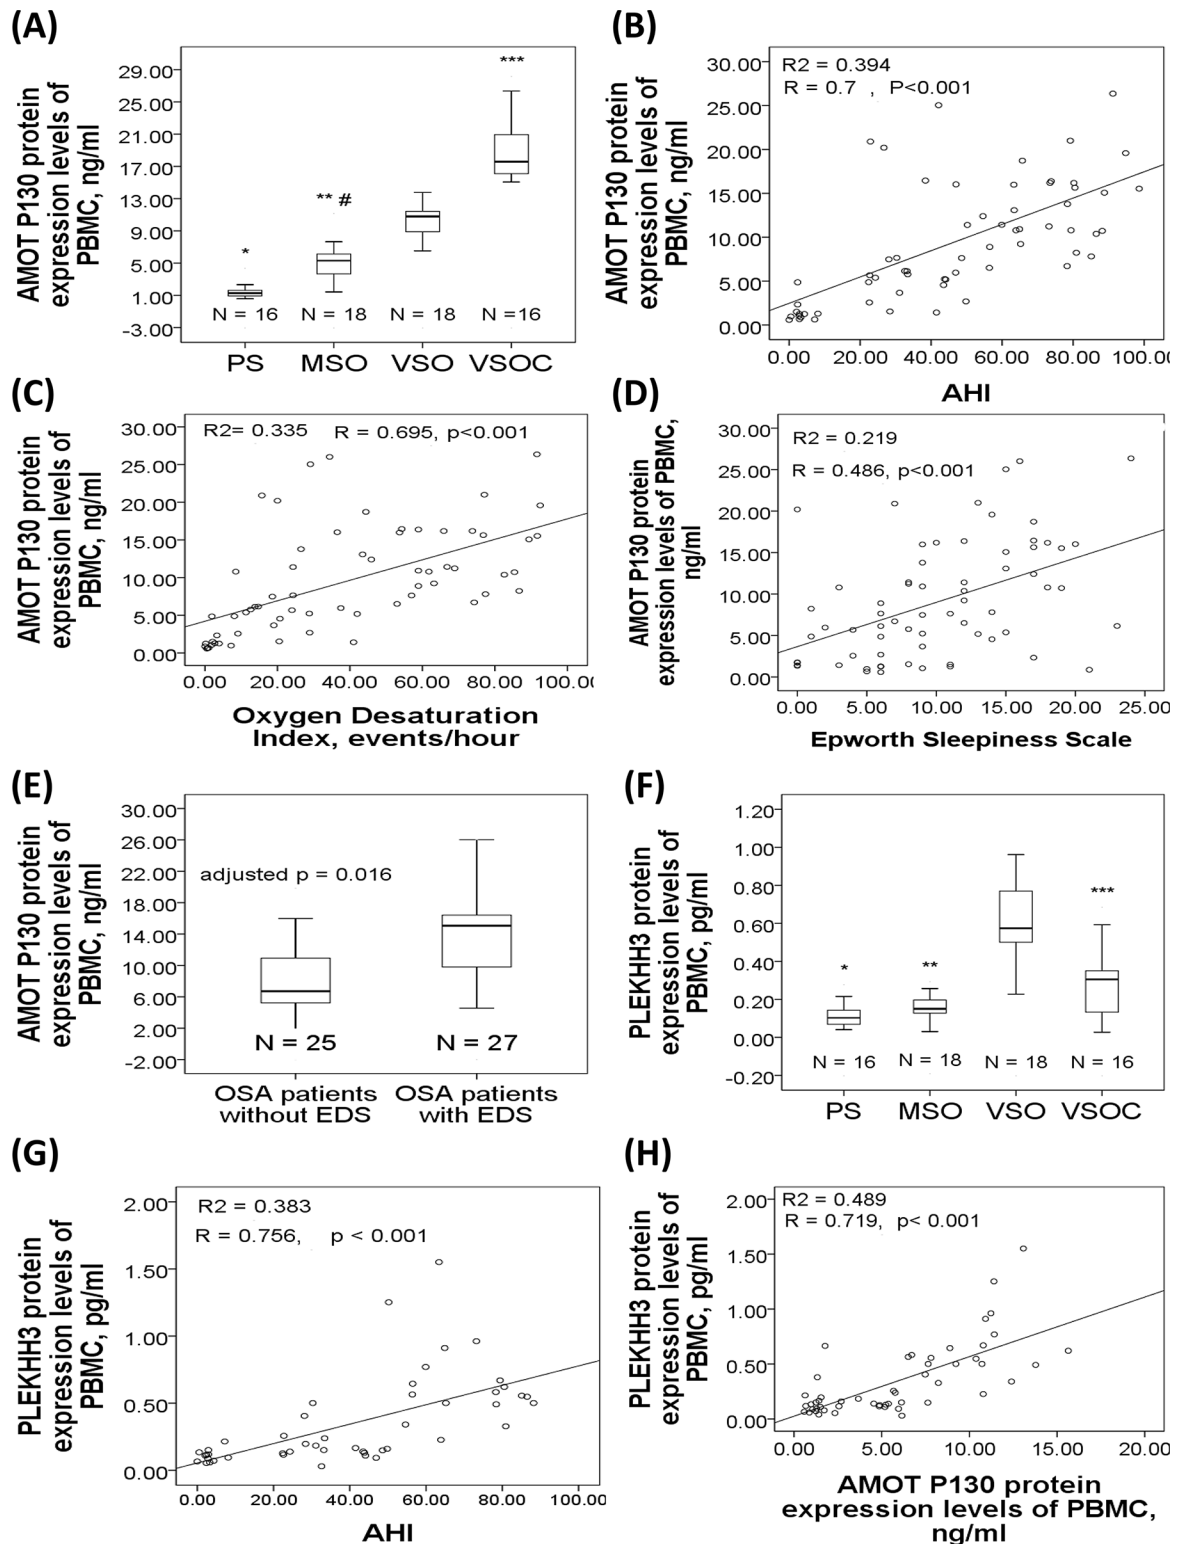 (A)
AMOT P130 protein
expression levels of
PBMC, ng/ml
29.00
25.00
21.00
17.00
13.00
9.00
5.00
1.00
-3.00
*
** #
***
N = 16
N = 18
N = 18
N =16
PS
MSO
VSO
VSOC
(B)
AMOT P130 protein
expression levels of
PBMC, ng/ml
30.00
25.00
20.00
15.00
10.00
5.00
0.00
R2 = 0.394
R = 0.7 , P<0.001
0.00 20.00 40.00 60.00 80.00 100.00
AHI
(C)
AMOT P130 protein
expression levels of
PBMC, ng/ml
30.00
25.00
20.00
15.00
10.00
5.00
0.00
R2= 0.335 R = 0.695, p<0.001
0.00 20.00 40.00 60.00 80.00 100.00
Oxygen Desaturation
Index, events/hour
(D)
AMOT P130 protein
expression levels of PBMC,
ng/ml
30.00
25.00
20.00
15.00
10.00
5.00
0.00
R2 = 0.219
R = 0.486, p<0.001
0.00 5.00 10.00 15.00 20.00 25.00
Epworth Sleepiness Scale
(E)
AMOT P130 protein
expression levels of
PBMC, ng/ml
30.00
26.00
22.00
18.00
14.00
10.00
6.00
2.00
-2.00
adjusted p = 0.016
N = 25
N = 27
OSA patients
without EDS
OSA patients
with EDS
(F)
PLEKHH3 protein
expression levels of
PBMC, pg/ml
1.20
1.00
0.80
0.60
0.40
0.20
0.00
-0.20
*
**
***
N = 16
N = 18
N = 18
N = 16
PS
MSO
VSO
VSOC
(G)
PLEKHH3 protein
expression levels of
PBMC, pg/ml
2.00
1.50
1.00
0.50
0.00
R2 = 0.383
R = 0.756, p < 0.001
0.00 20.00 40.00 60.00 80.00 100.00
AHI
(H)
PLEKHH3 protein
expression levels of
PBMC, pg/ml
2.00
1.50
1.00
0.50
0.00
R2 = 0.489
R = 0.719, p< 0.001
0.00 5.00 10.00 15.00 20.00
AMOT P130 protein
expression levels of PBMC,
ng/ml